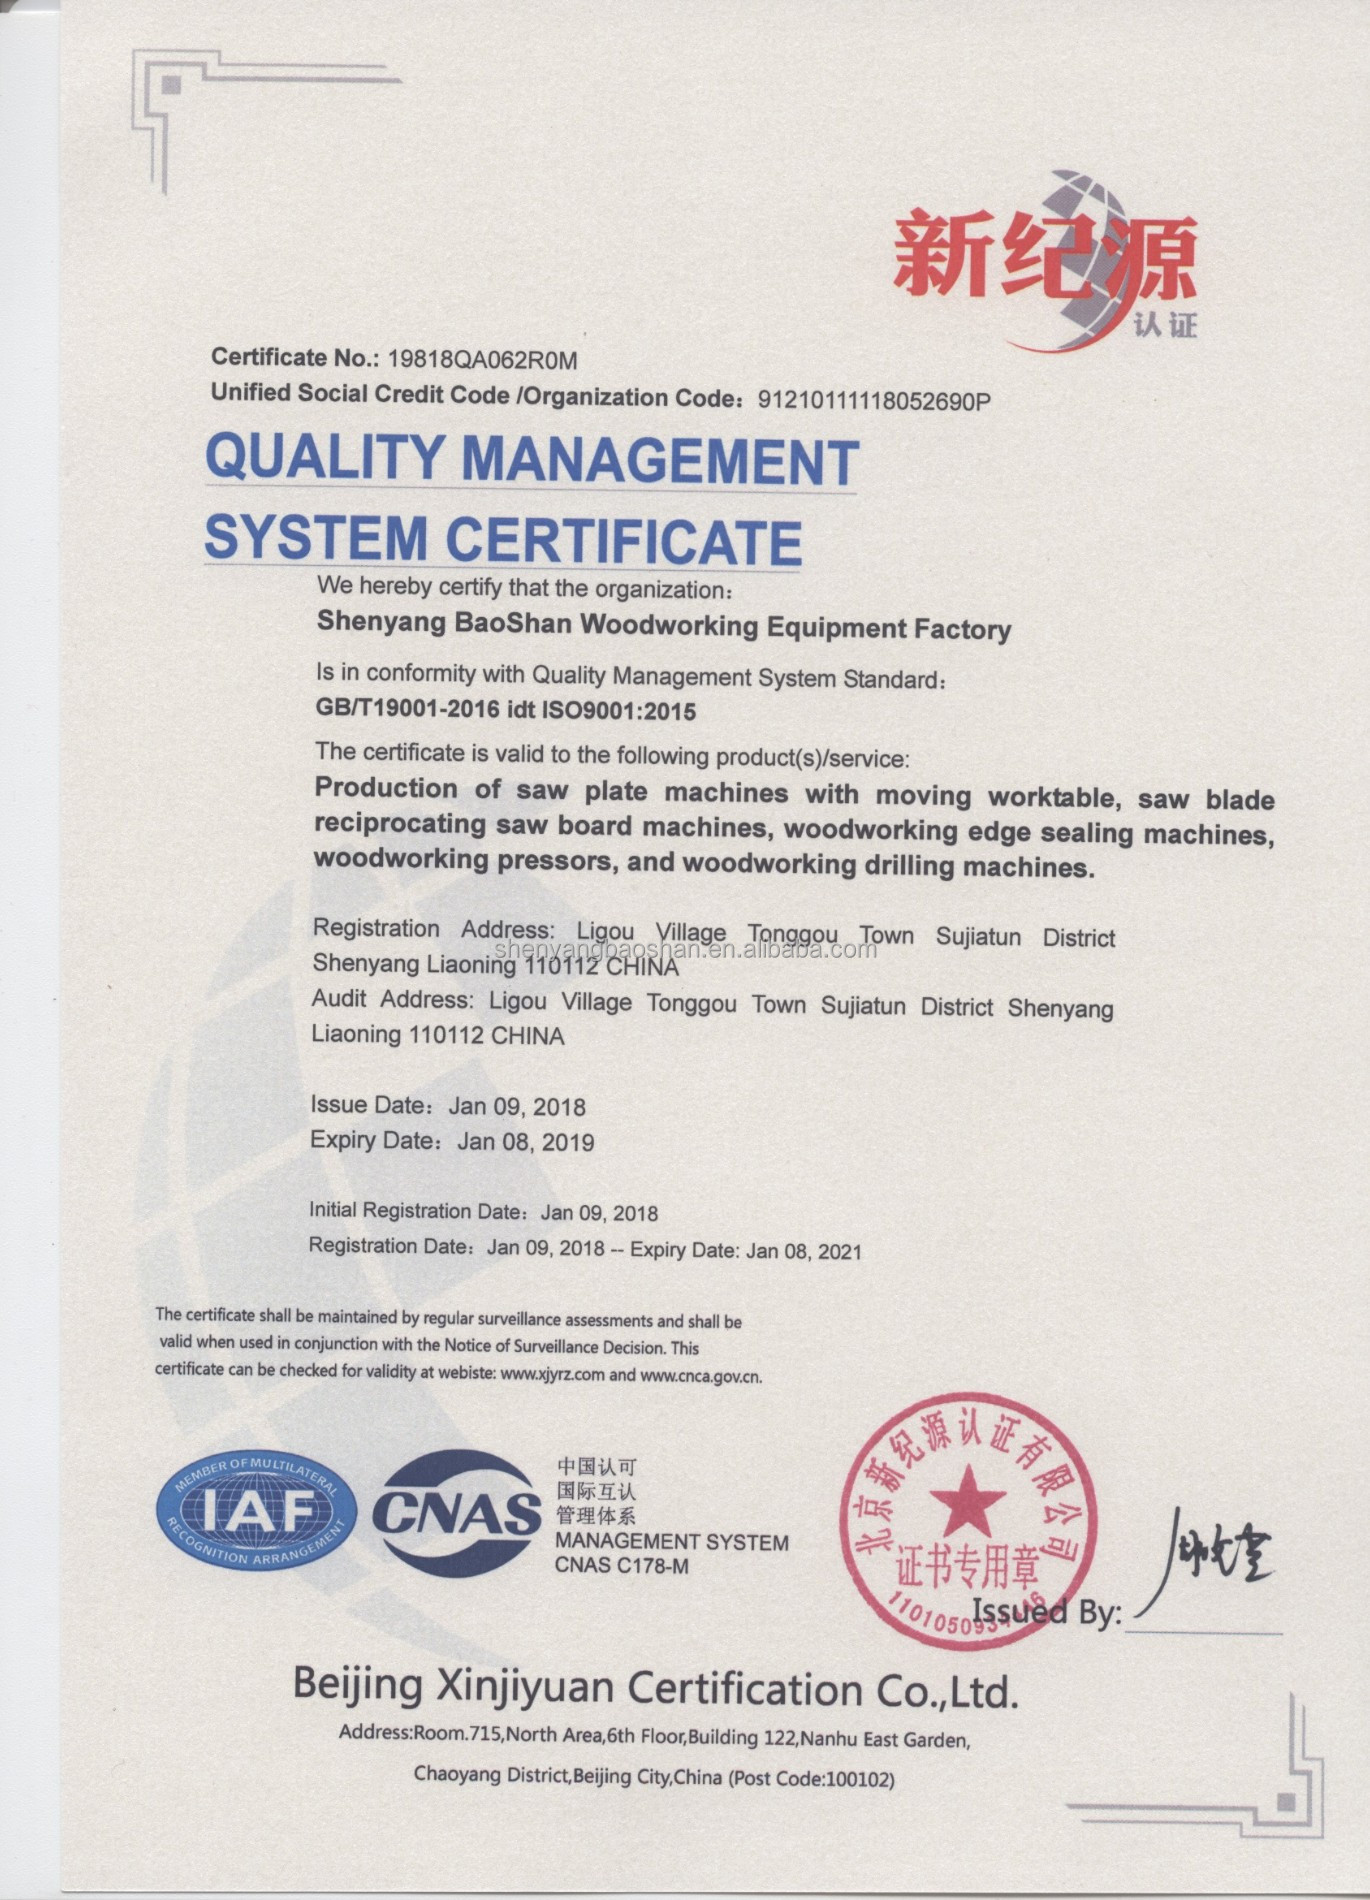 新纪源
认证
Certificate No.: 19818QA062R0M
Unified Social Credit Code /Organization Code：91210111118052690P
QUALITY MANAGEMENT
SYSTEM CERTIFICATE
We hereby certify that the organization：
Shenyang BaoShan Woodworking Equipment Factory
Is in conformity with Quality Management System Standard：
GB/T19001-2016 idt ISO9001:2015
The certificate is valid to the following product(s)/service:
Production of saw plate machines with moving worktable, saw blade
reciprocating saw board machines, woodworking edge sealing machines,
woodworking pressors, and woodworking drilling machines.
Registration Address: Ligou Village Tonggou Town Sujiatun District
shenyangbaoshan.en.alibaba.com
Shenyang Liaoning 110112 CHINA
Audit Address: Ligou Village Tonggou Town Sujiatun District Shenyang
Liaoning 110112 CHINA
Issue Date：Jan 09, 2018
Expiry Date：Jan 08, 2019
Initial Registration Date：Jan 09, 2018
Registration Date：Jan 09, 2018 -- Expiry Date: Jan 08, 2021
The certificate shall be maintained by regular surveillance assessments and shall be
valid when used in conjunction with the Notice of Surveillance Decision. This
certificate can be checked for validity at webiste: www.xjyrz.com and www.cnca.gov.cn.
MEMBER OF MULTILATERAL
IAF
RECOGNITION ARRANGEMENT
CNAS
中国认可
国际互认
管理体系
MANAGEMENT SYSTEM
CNAS C178-M
北京新纪源认证有限公司
证书专用章
Issued By:
Beijing Xinjiyuan Certification Co.,Ltd.
Address:Room.715,North Area,6th Floor,Building 122,Nanhu East Garden,
Chaoyang District,Beijing City,China (Post Code:100102)